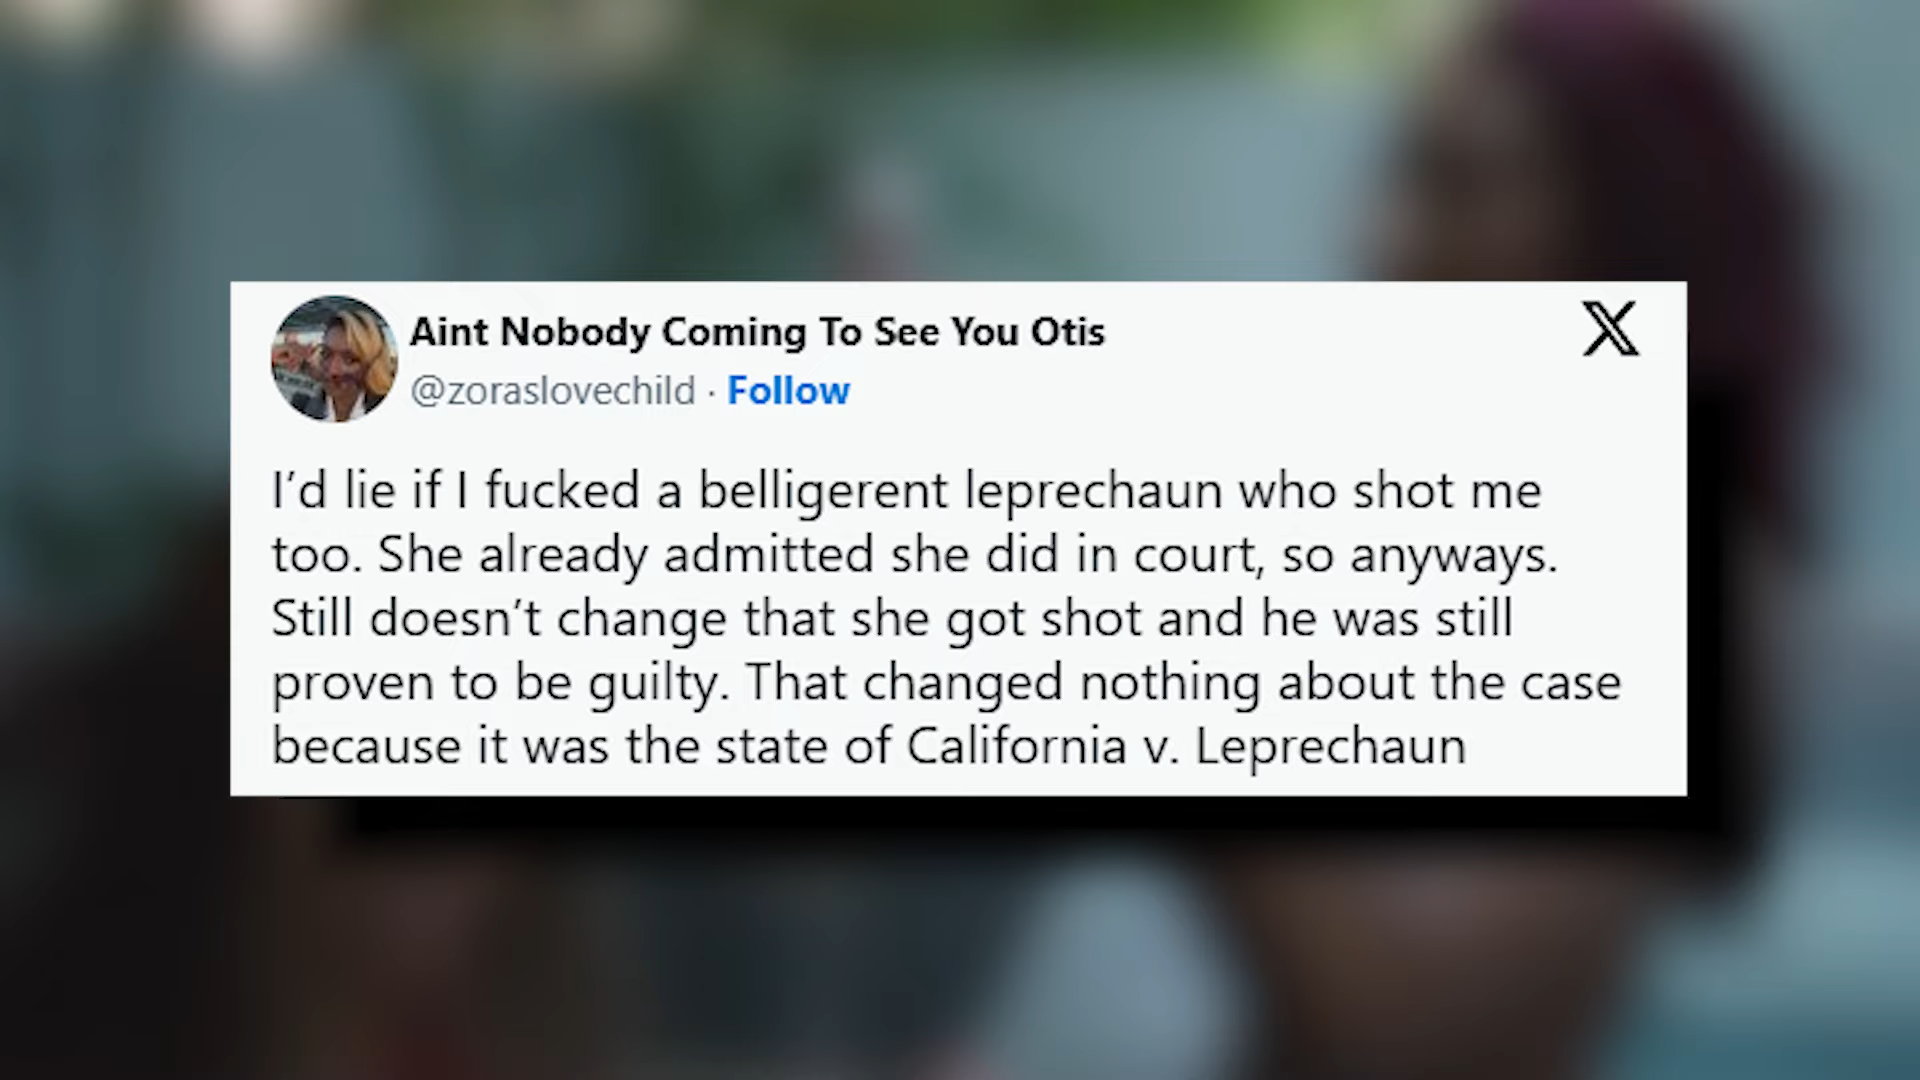 Aint Nobody Coming To See You Otis
@zoraslovechild · Follow
I’d lie if I fucked a belligerent leprechaun who shot me
too. She already admitted she did in court, so anyways.
Still doesn’t change that she got shot and he was still
proven to be guilty. That changed nothing about the case
because it was the state of California v. Leprechaun